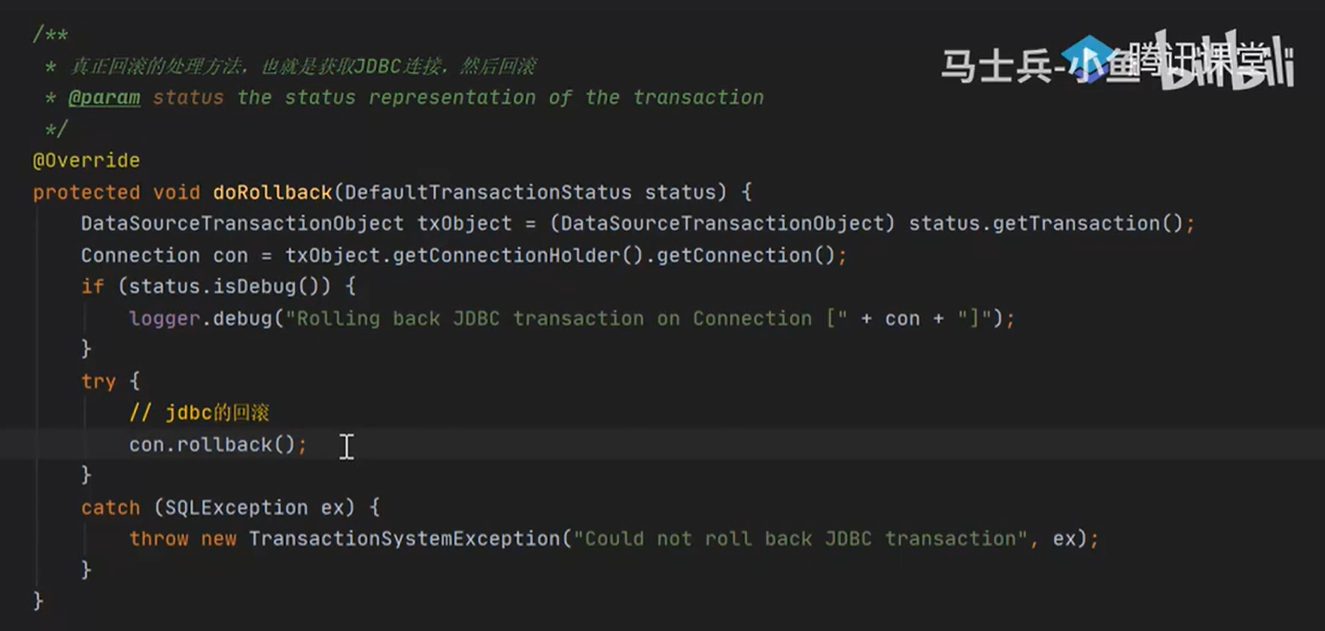 /**
 * 真正回滚的处理方法，也就是获取JDBC连接，然后回滚
 * @param status the status representation of the transaction
 */
@Override
protected void doRollback(DefaultTransactionStatus status) {
    DataSourceTransactionObject txObject = (DataSourceTransactionObject) status.getTransaction();
    Connection con = txObject.getConnectionHolder().getConnection();
    if (status.isDebug()) {
        logger.debug("Rolling back JDBC transaction on Connection [" + con + "]");
    }
    try {
        // jdbc的回滚
        con.rollback();
    }
    catch (SQLException ex) {
        throw new TransactionSystemException("Could not roll back JDBC transaction", ex);
    }
}
马士兵-小鱼
腾讯课堂
bilibili